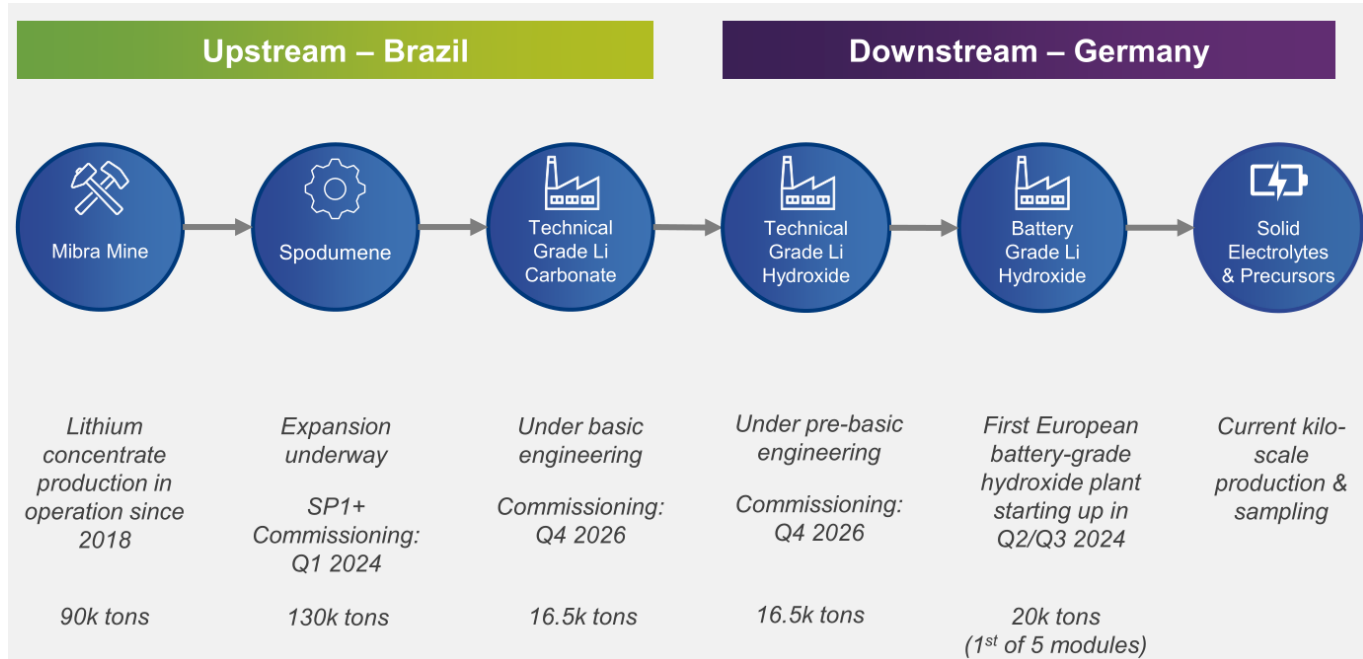 Upstream – Brazil
Downstream – Germany
Mibra Mine
Spodumene
Technical
Grade Li
Carbonate
Technical
Grade Li
Hydroxide
Battery
Grade Li
Hydroxide
Solid
Electrolytes
& Precursors
Lithium
concentrate
production in
operation since
2018
Expansion
underway
SP1+
Commissioning:
Q1 2024
Under basic
engineering
Commissioning:
Q4 2026
Under pre-basic
engineering
Commissioning:
Q4 2026
First European
battery-grade
hydroxide plant
starting up in
Q2/Q3 2024
Current kilo-
scale
production &
sampling
90k tons
130k tons
16.5k tons
16.5k tons
20k tons
(1st of 5 modules)